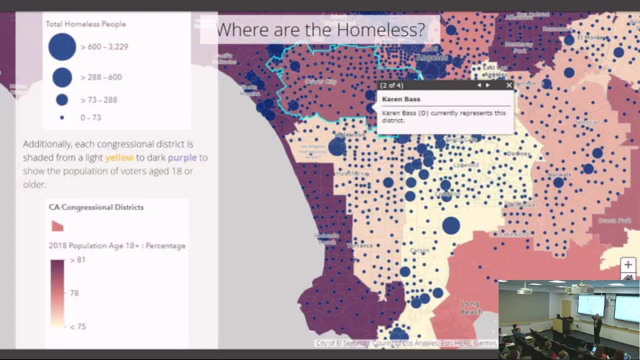 Where are the Homeless?
Total Homeless People
> 600 - 3,229
> 288 - 600
> 73 - 288
0 - 73
Additionally, each congressional district is
shaded from a light yellow to dark purple to
show the population of voters aged 18 or
older.
CA Congressional Districts
2018 Population Age 18+ : Percentage
> 81
78
< 75
(2 of 4)
Karen Bass
Karen Bass (D) currently represents this
district.
Downey
Norwalk
Torrance
Long
Beach
City of El Segundo, County of Los Angeles, Esri, HERE, Garmin,